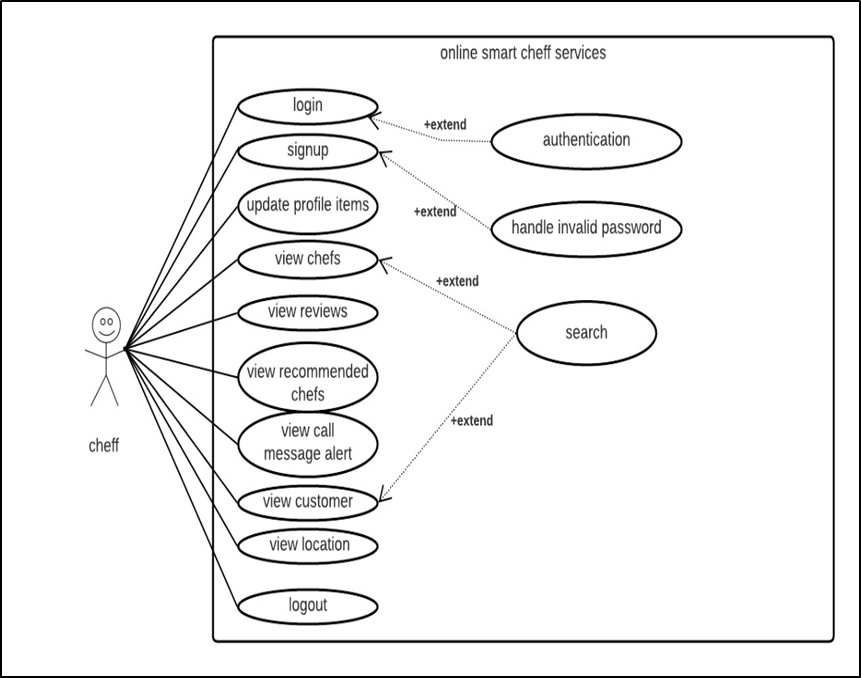 online smart cheff services
login
+extend
authentication
signup
update profile items
+extend
handle invalid password
view chefs
+extend
view reviews
search
view recommended
chefs
+extend
view call
message alert
cheff
view customer
view location
logout